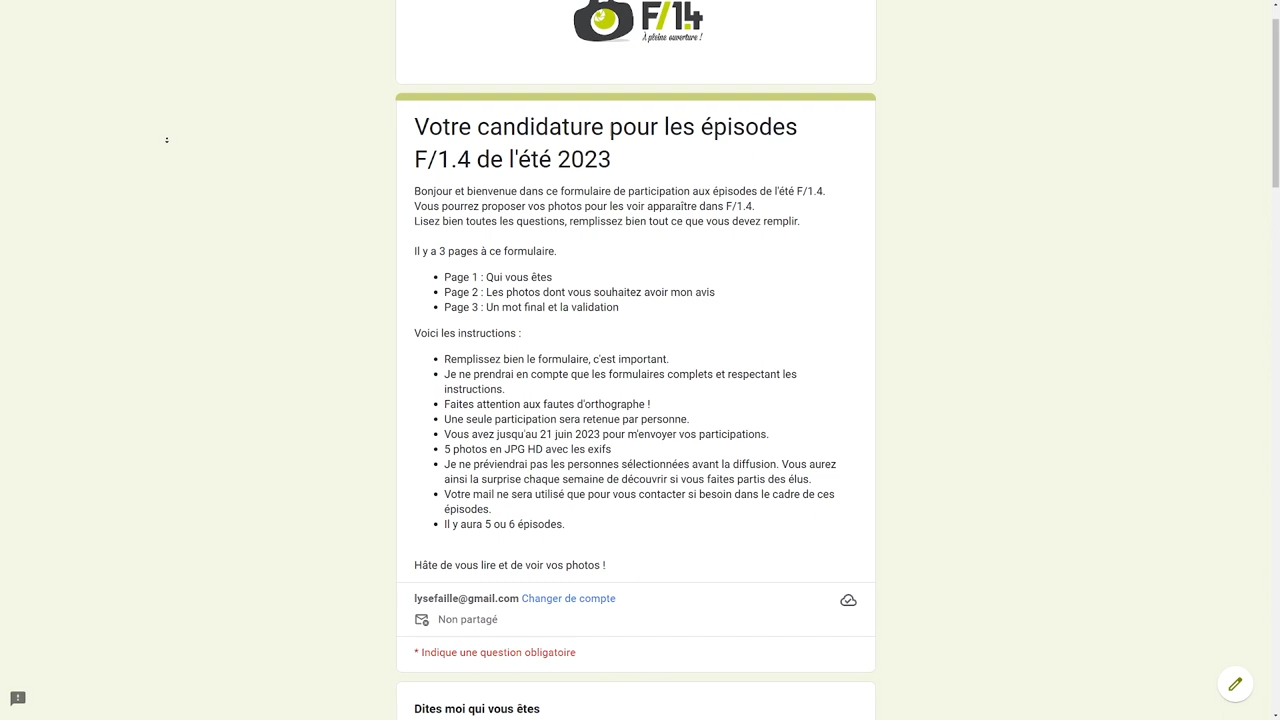 F/1.4
À pleine ouverture !
Votre candidature pour les épisodes
F/1.4 de l'été 2023
Bonjour et bienvenue dans ce formulaire de participation aux épisodes de l'été F/1.4.
Vous pourrez proposer vos photos pour les voir apparaître dans F/1.4.
Lisez bien toutes les questions, remplissez bien tout ce que vous devez remplir.
Il y a 3 pages à ce formulaire.
• Page 1 : Qui vous êtes
• Page 2 : Les photos dont vous souhaitez avoir mon avis
• Page 3 : Un mot final et la validation
Voici les instructions :
• Remplissez bien le formulaire, c'est important.
• Je ne prendrai en compte que les formulaires complets et respectant les
instructions.
• Faites attention aux fautes d'orthographe !
• Une seule participation sera retenue par personne.
• Vous avez jusqu'au 21 juin 2023 pour m'envoyer vos participations.
• 5 photos en JPG HD avec les exifs
• Je ne préviendrai pas les personnes sélectionnées avant la diffusion. Vous aurez
ainsi la surprise chaque semaine de découvrir si vous faites partis des élus.
• Votre mail ne sera utilisé que pour vous contacter si besoin dans le cadre de ces
épisodes.
• Il y aura 5 ou 6 épisodes.
Hâte de vous lire et de voir vos photos !
lysefaille@gmail.com Changer de compte
Non partagé
* Indique une question obligatoire
Dites moi qui vous êtes